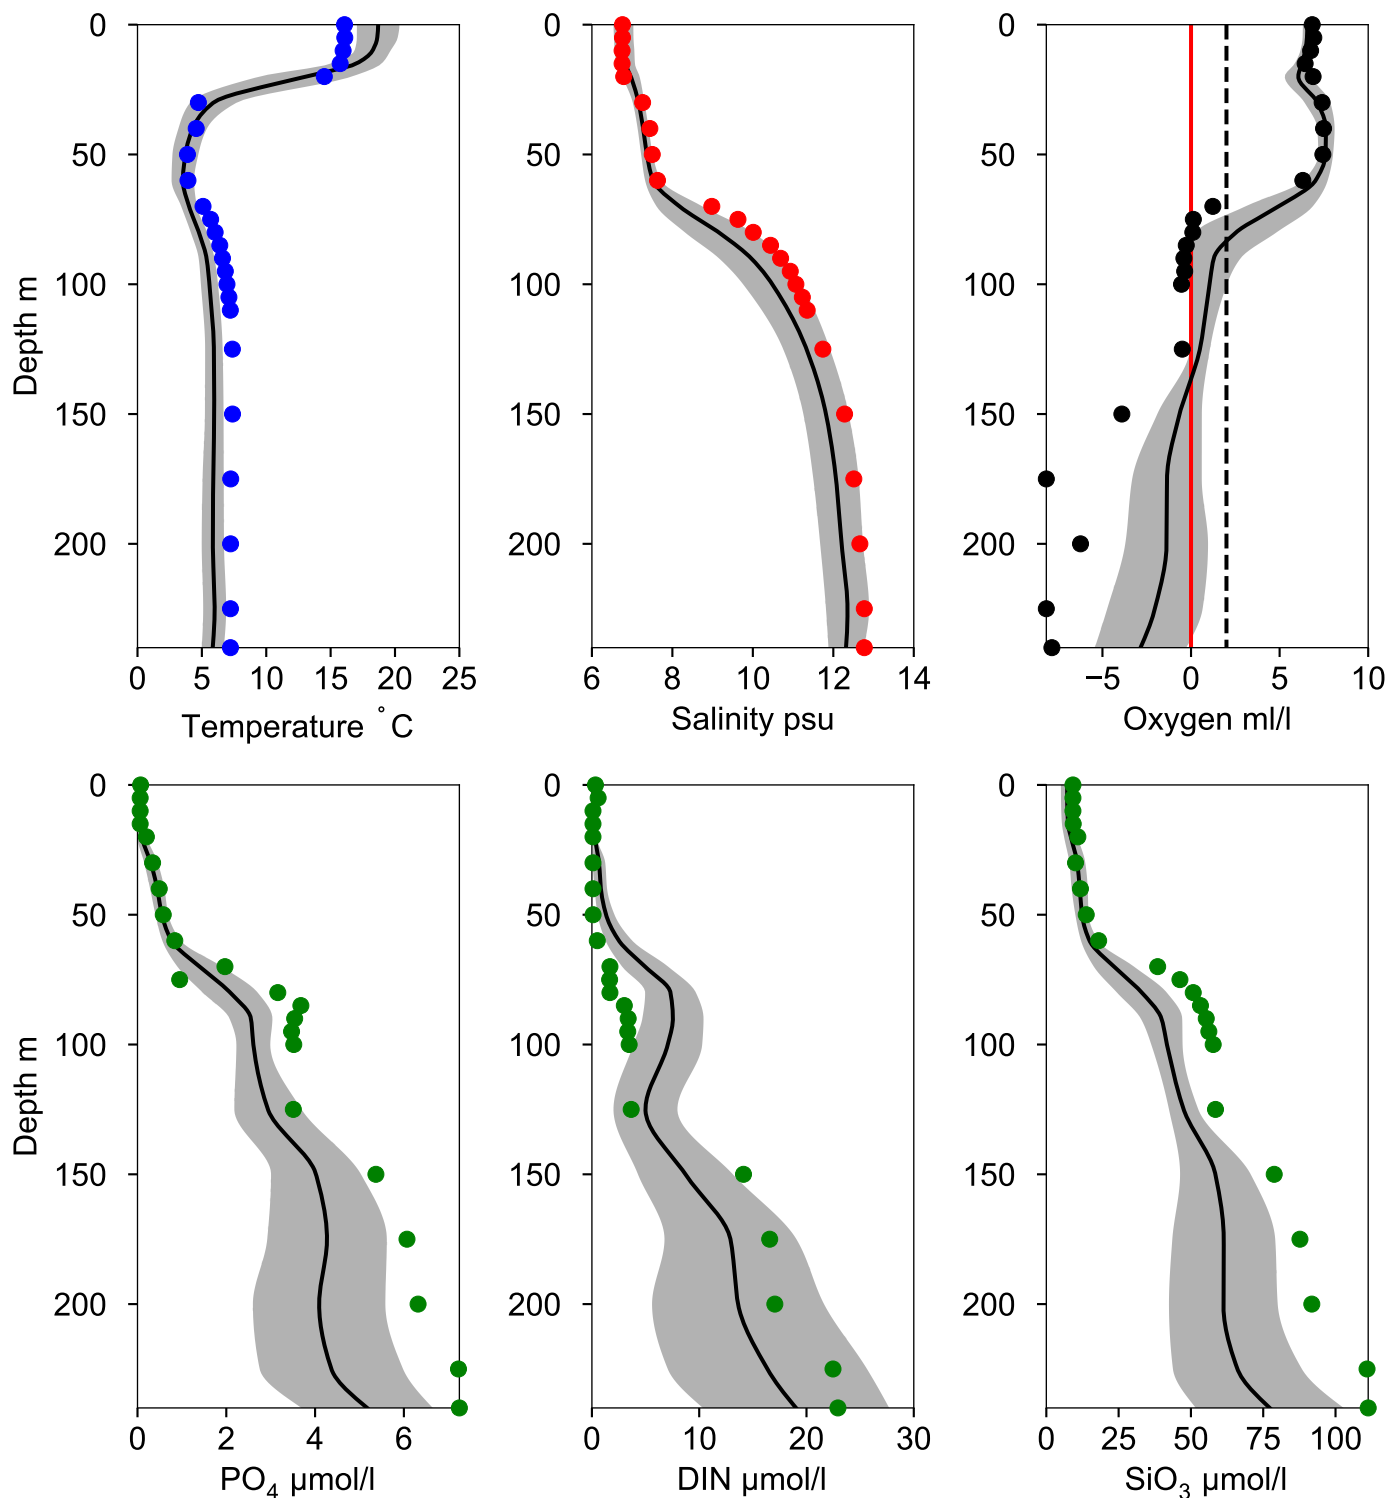 0
50
100
150
200
Depth m
0 5 10 15 20 25
Temperature ° C
0
50
100
150
200
6 8 10 12 14
Salinity psu
0
50
100
150
200
−5 0 5 10
Oxygen ml/l
0
50
100
150
200
Depth m
0 2 4 6
PO₄ µmol/l
0
50
100
150
200
0 10 20 30
DIN µmol/l
0
50
100
150
200
0 25 50 75 100
SiO₃ µmol/l